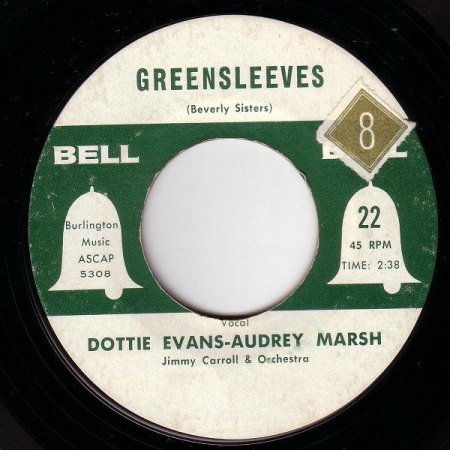 GREENSLEEVES
(Beverly Sisters)
8
BELL
LL
Burlington
Music
ASCAP
5308
22
45 RPM
TIME: 2:38
Vocal
DOTTIE EVANS-AUDREY MARSH
Jimmy Carroll & Orchestra